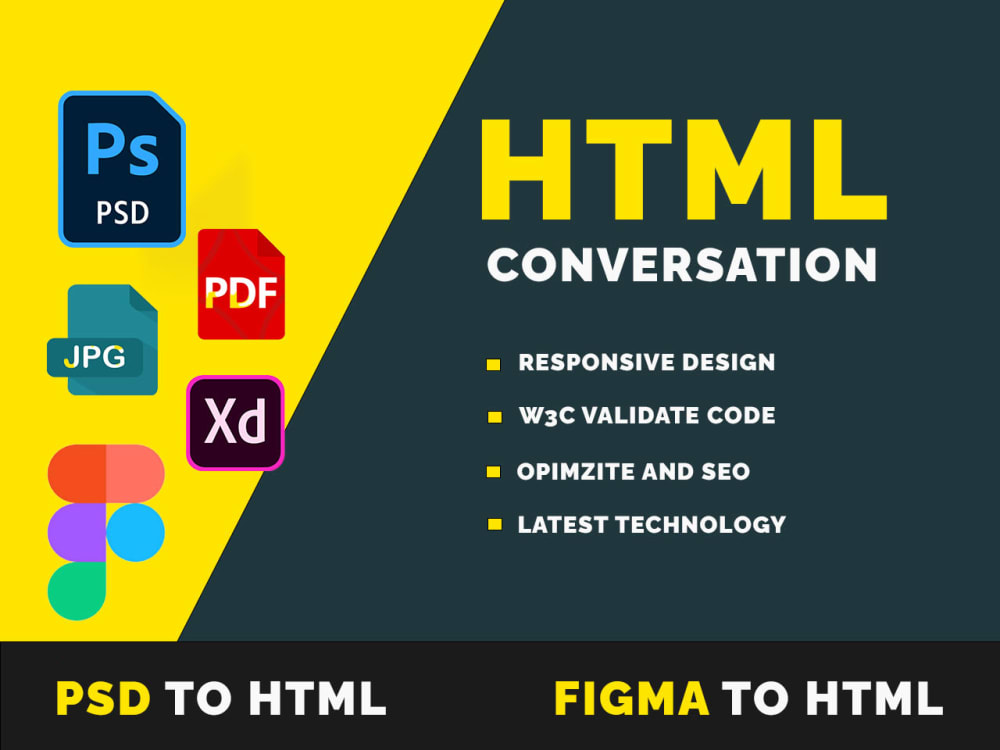 Ps
PSD
PDF
JPG
Xd
HTML
CONVERSATION
RESPONSIVE DESIGN
W3C VALIDATE CODE
OPIMZITE AND SEO
LATEST TECHNOLOGY
PSD TO HTML
FIGMA TO HTML